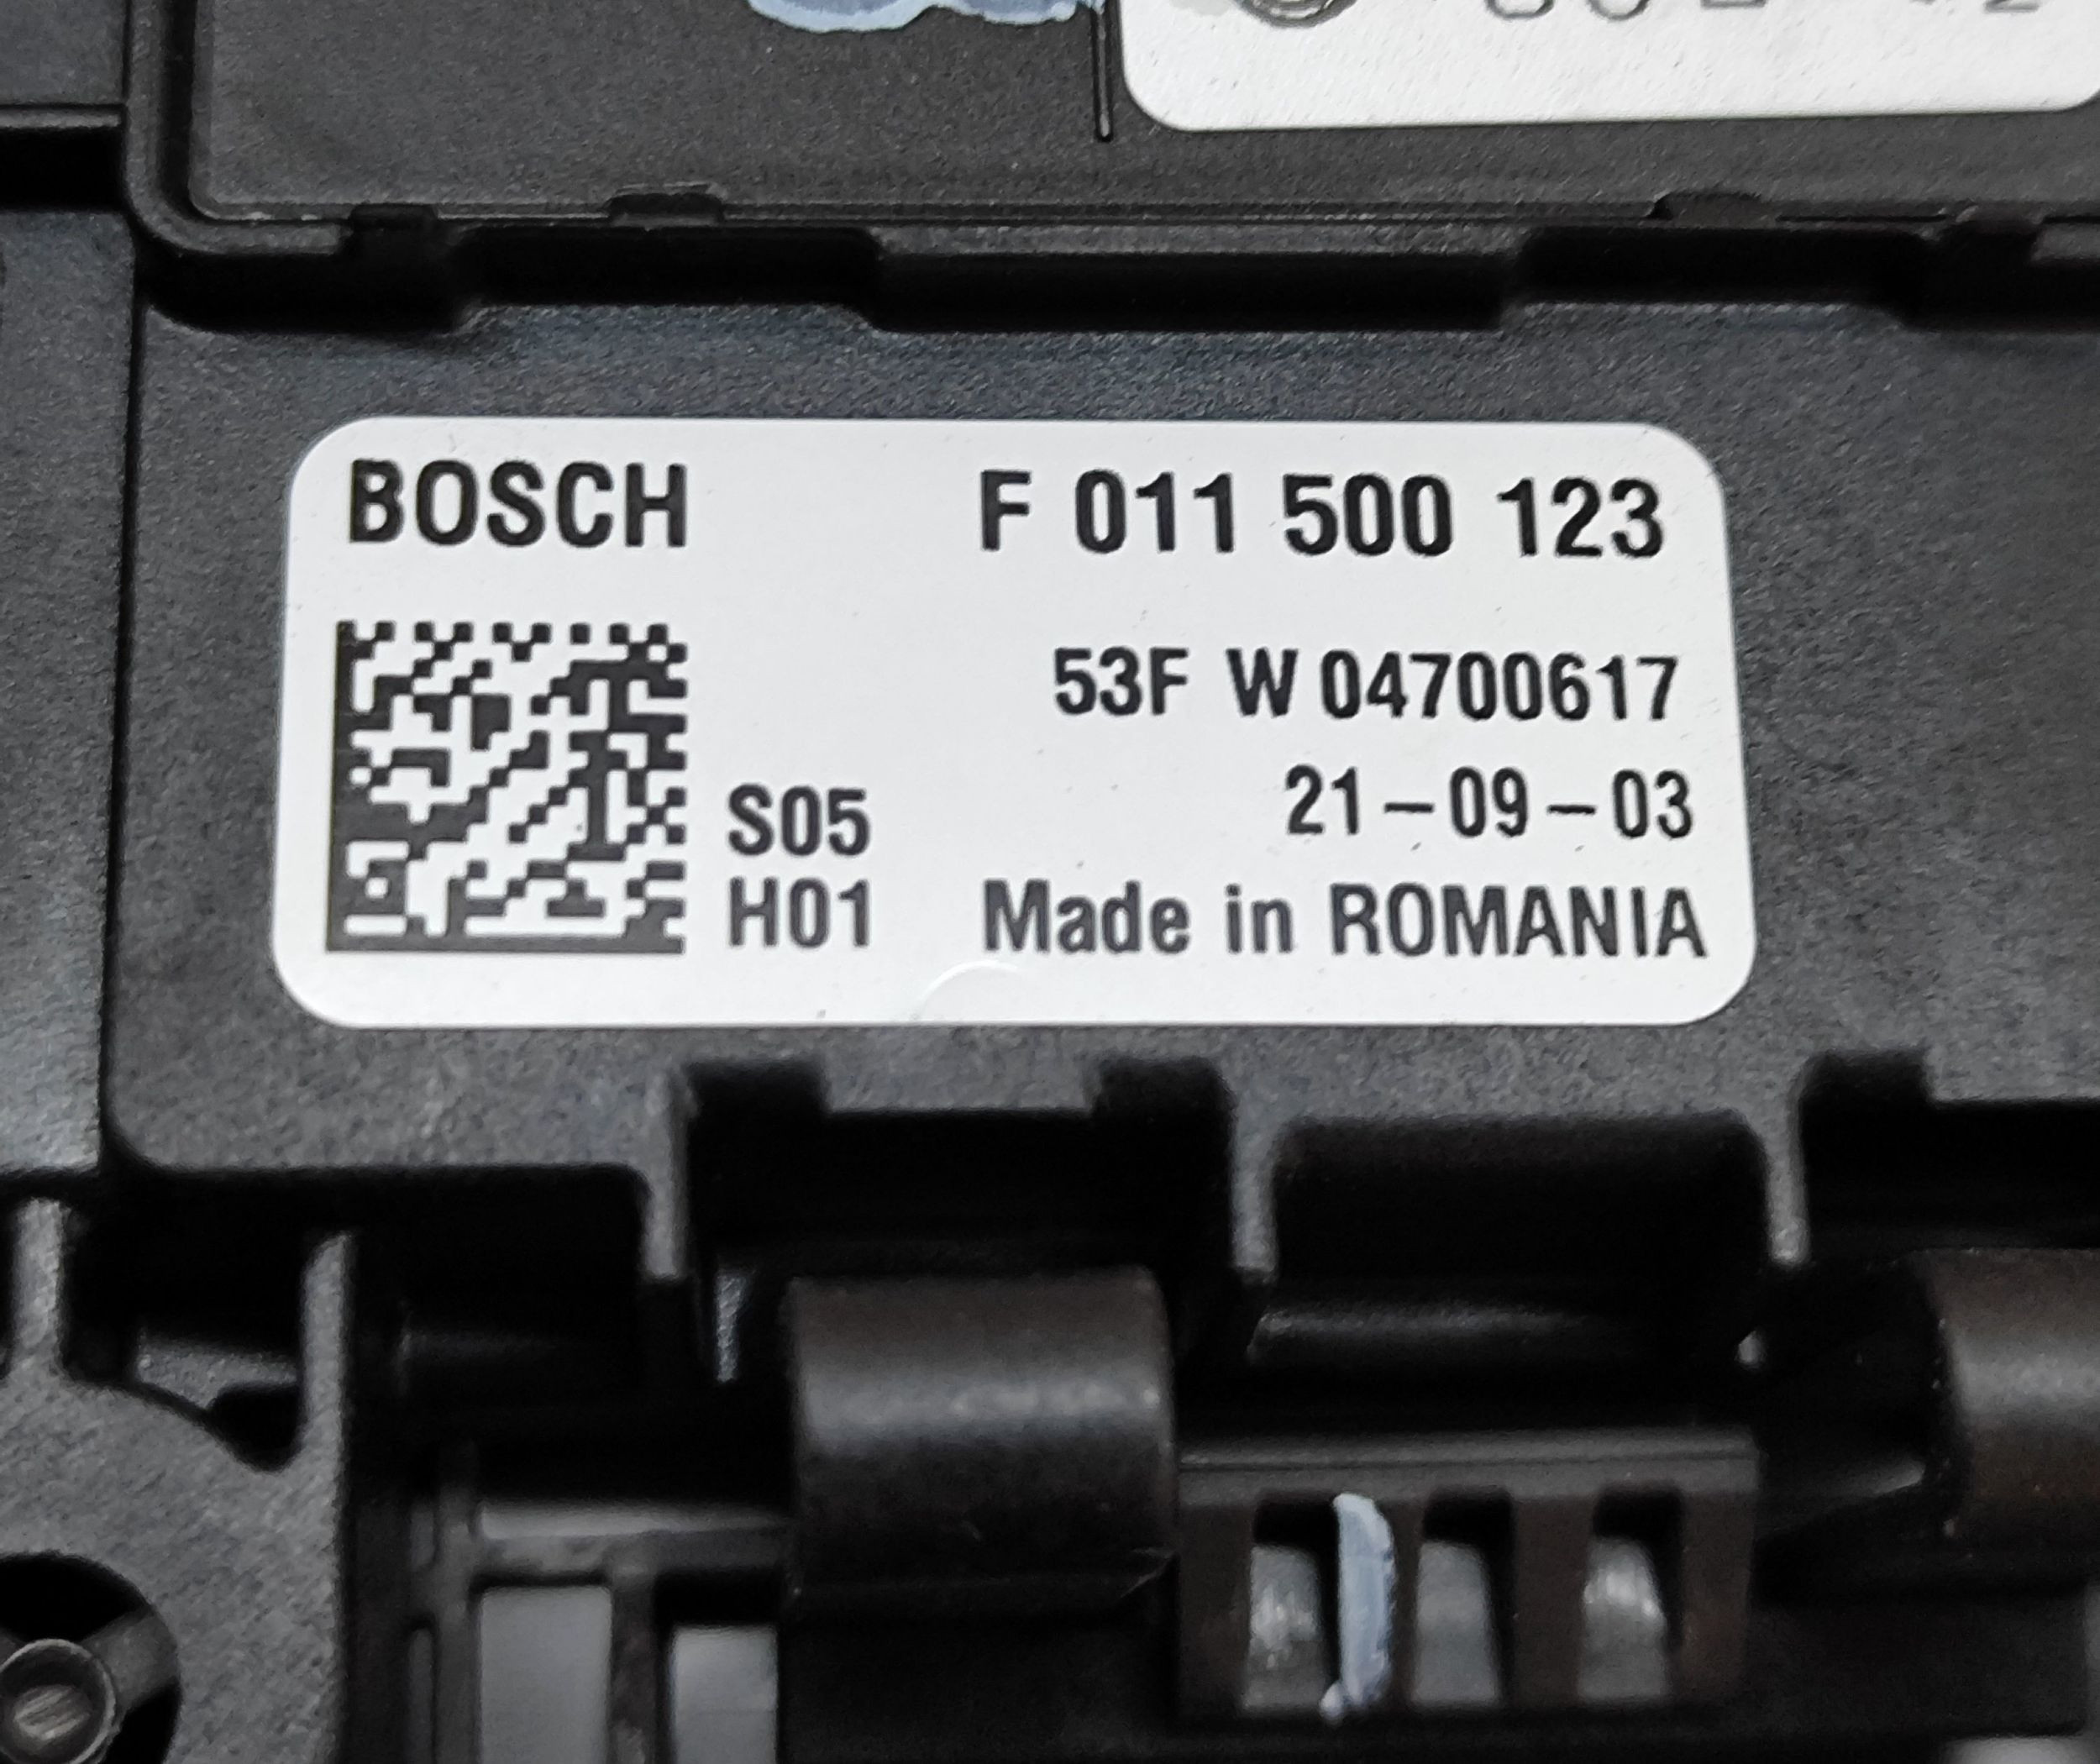 BOSCH F 011 500 123
53F W 04700617
S05 21-09-03
H01 Made in ROMANIA